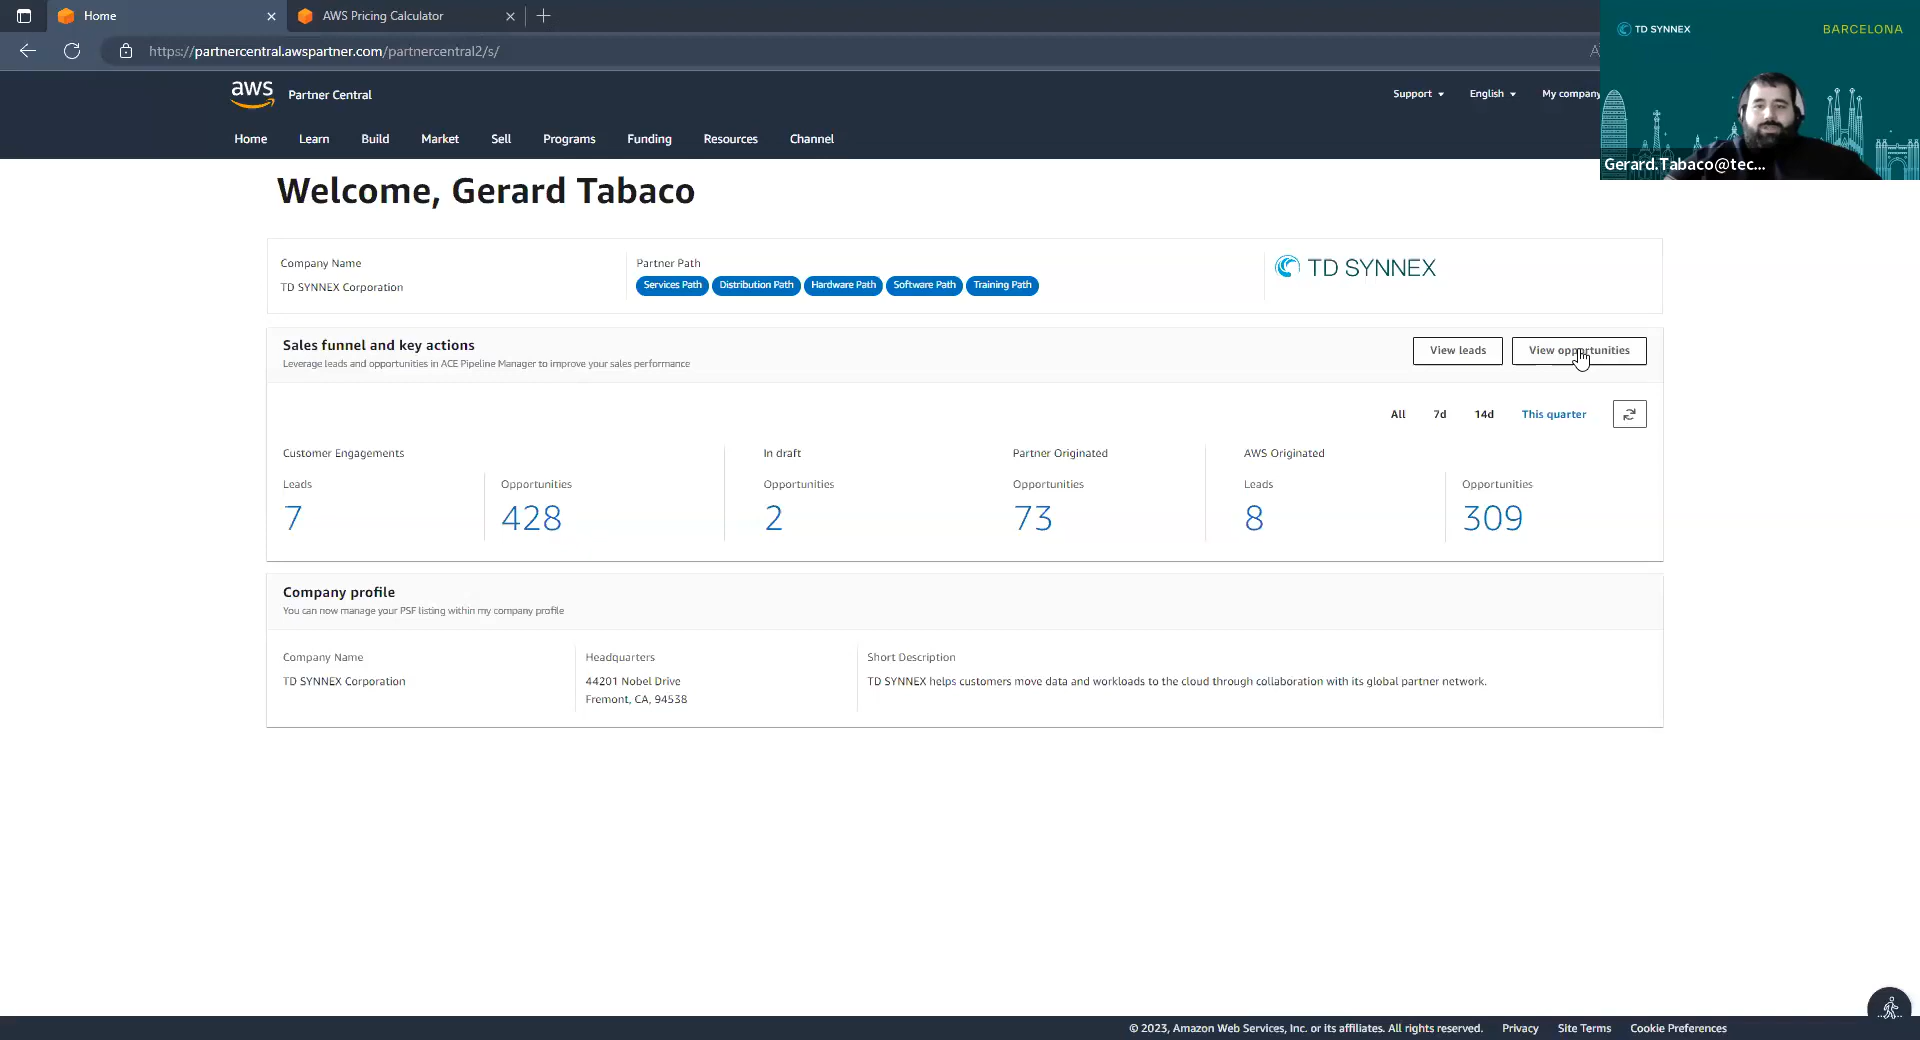 Home
AWS Pricing Calculator
https://partnercentral.awspartner.com/partnercentral2/s/
TD SYNNEX
BARCELONA
Gerard.Tabaco@tec...
aws
Partner Central
Support
English
My company
Home
Learn
Build
Market
Sell
Programs
Funding
Resources
Channel
Welcome, Gerard Tabaco
Company Name
TD SYNNEX Corporation
Partner Path
Services Path
Distribution Path
Hardware Path
Software Path
Training Path
TD SYNNEX
Sales funnel and key actions
Leverage leads and opportunities in ACE Pipeline Manager to improve your sales performance
View leads
View opportunities
All
7d
14d
This quarter
Customer Engagements
Leads
7
Opportunities
428
In draft
Opportunities
2
Partner Originated
Opportunities
73
AWS Originated
Leads
8
Opportunities
309
Company profile
You can now manage your PSF listing within my company profile
Company Name
TD SYNNEX Corporation
Headquarters
44201 Nobel Drive
Fremont, CA, 94538
Short Description
TD SYNNEX helps customers move data and workloads to the cloud through collaboration with its global partner network.
© 2023, Amazon Web Services, Inc. or its affiliates. All rights reserved.
Privacy
Site Terms
Cookie Preferences